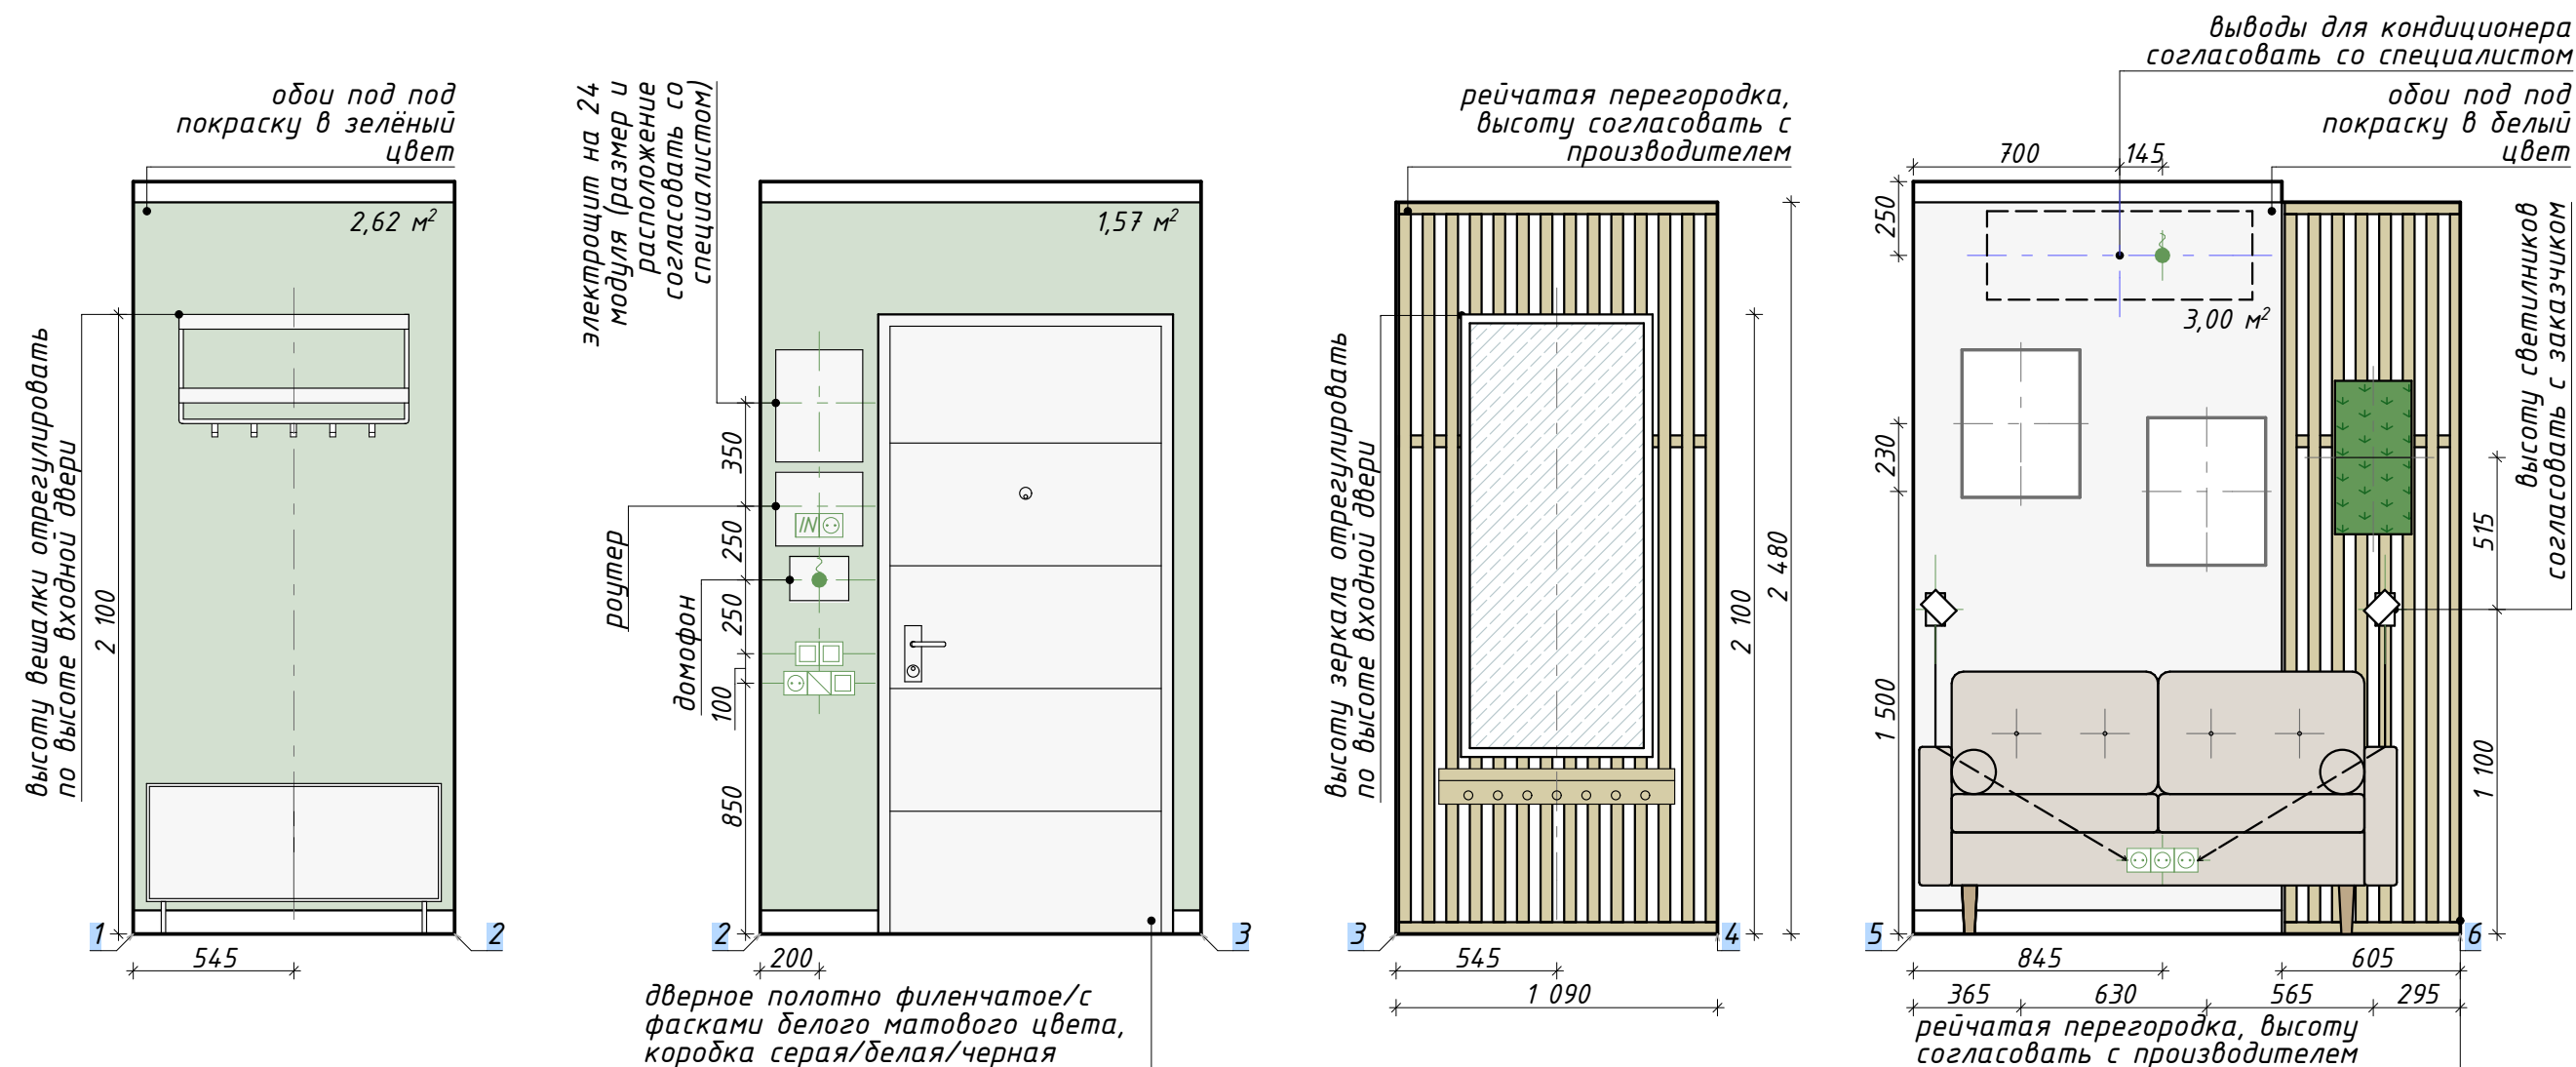 обои под под
покраску в зелёный
цвет
2,62 м²
высоту вешалки отрегулировать
по высоте входной двери
2 100
1
2
545
электрощит на 24
модуля (размер и
расположение
согласовать со
специалистом)
1,57 м²
350
роутер
IN
250
домофон
250
100
850
2
3
200
дверное полотно филенчатое/с
фасками белого матового цвета,
коробка серая/белая/черная
рейчатая перегородка,
высоту согласовать с
производителем
высоту зеркала отрегулировать
по высоте входной двери
2 100
2 480
3
4
545
1 090
выводы для кондиционера
согласовать со специалистом
обои под под
покраску в белый
цвет
700
145
250
3,00 м²
230
1 500
высоту светилников
согласовать с заказчиком
515
1 100
5
6
845
605
365
630
565
295
рейчатая перегородка, высоту
согласовать с производителем